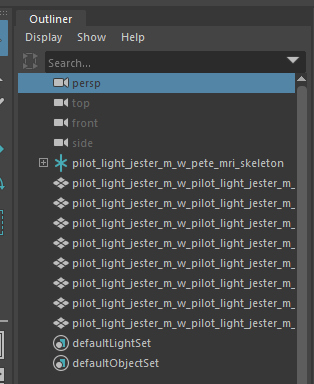 Outliner
Display Show Help
Search...
persp
top
front
side
pilot_light_jester_m_w_pete_mri_skeleton
pilot_light_jester_m_w_pilot_light_jester_m_
pilot_light_jester_m_w_pilot_light_jester_m_
pilot_light_jester_m_w_pilot_light_jester_m_
pilot_light_jester_m_w_pilot_light_jester_m_
pilot_light_jester_m_w_pilot_light_jester_m_
pilot_light_jester_m_w_pilot_light_jester_m_
pilot_light_jester_m_w_pilot_light_jester_m_
pilot_light_jester_m_w_pilot_light_jester_m_
defaultLightSet
defaultObjectSet